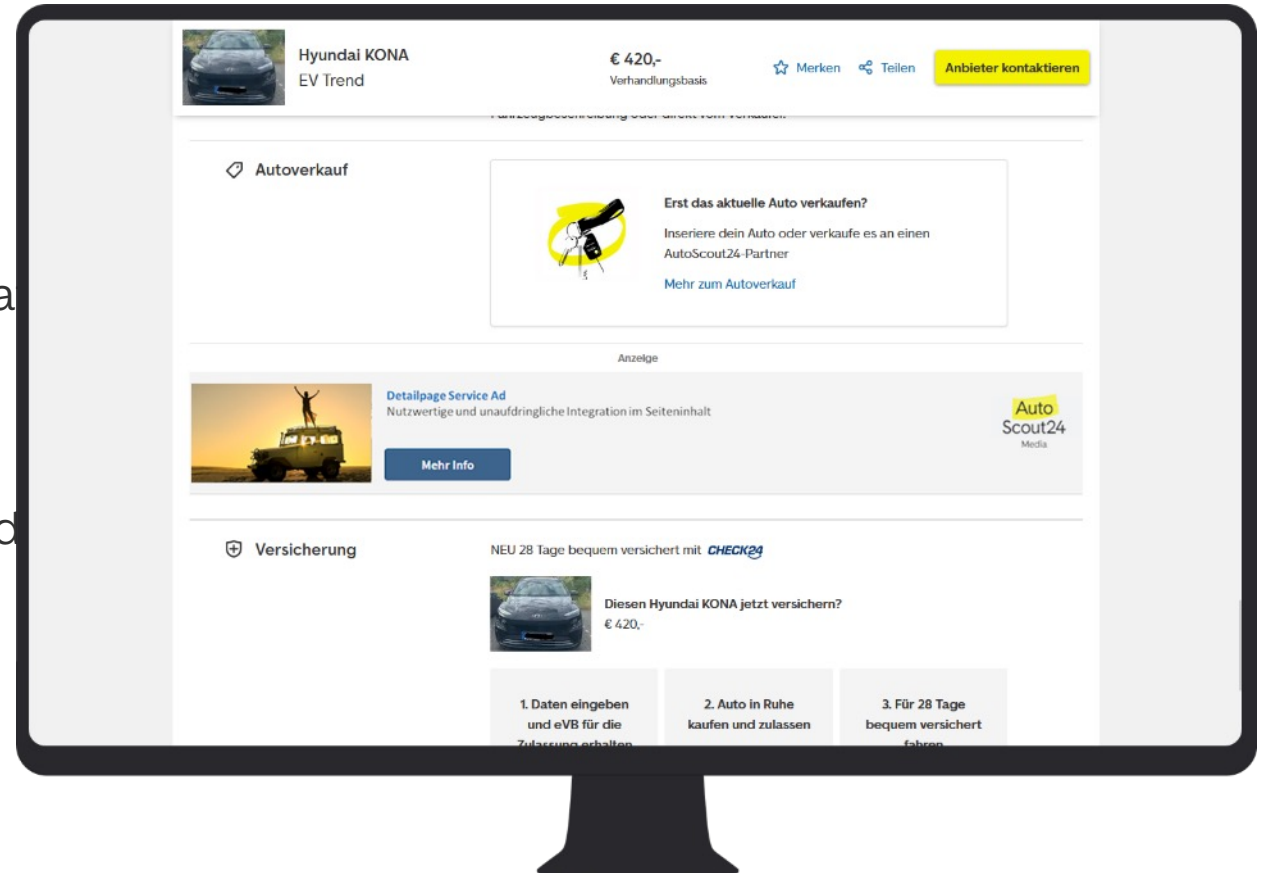 Hyundai KONA
EV Trend
€ 420,-
Verhandlungsbasis
Merken
Teilen
Anbieter kontaktieren
Autoverkauf
Erst das aktuelle Auto verkaufen?
Inseriere dein Auto oder verkaufe es an einen
AutoScout24-Partner
Mehr zum Autoverkauf
Anzeige
Detailpage Service Ad
Nutzwertige und unaufdringliche Integration im Seiteninhalt
Mehr Info
Auto
Scout24
Media
Versicherung
NEU 28 Tage bequem versichert mit CHECK24
Diesen Hyundai KONA jetzt versichern?
€ 420,-
1. Daten eingeben
und eVB für die
Zulassung erhalten
2. Auto in Ruhe
kaufen und zulassen
3. Für 28 Tage
bequem versichert
fahren